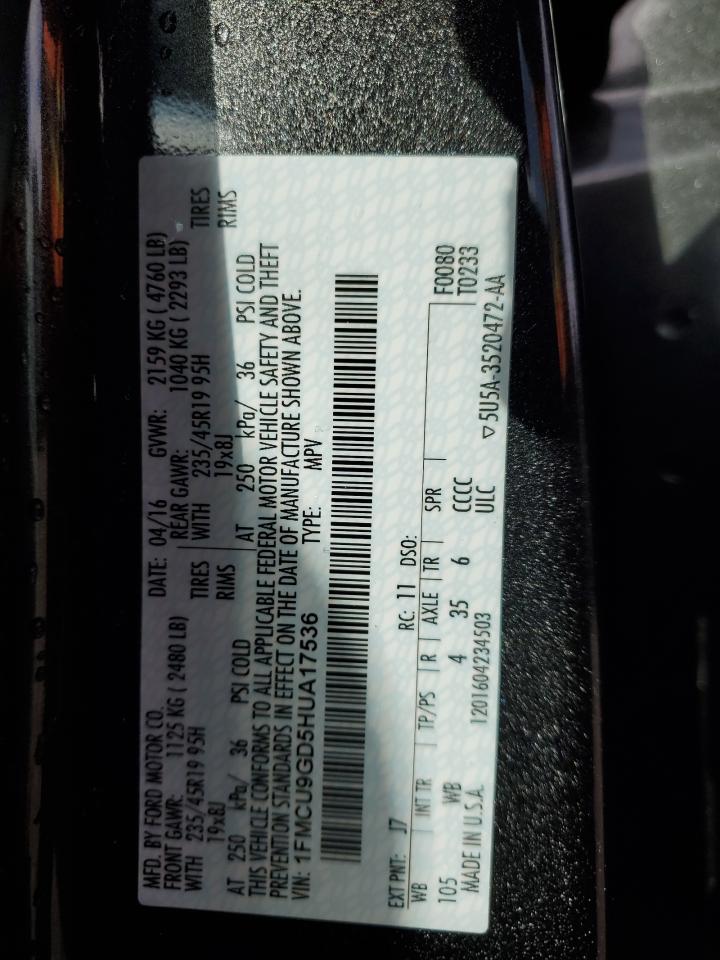 MFD. BY FORD MOTOR CO. DATE: 04/16 GVWR: 2159 KG ( 4760 LB)
FRONT GAWR: 1125 KG ( 2480 LB) REAR GAWR: 1040 KG ( 2293 LB)
WITH 235/45R19 95H TIRES WITH 235/45R19 95H TIRES
19x8J RIMS 19x8J RIMS
AT 250 kPa/ 36 PSI COLD AT 250 kPa/ 36 PSI COLD
THIS VEHICLE CONFORMS TO ALL APPLICABLE FEDERAL MOTOR VEHICLE SAFETY AND THEFT
PREVENTION STANDARDS IN EFFECT ON THE DATE OF MANUFACTURE SHOWN ABOVE.
VIN: 1FMCU9GD5HUA17536 TYPE: MPV
EXT PNT: J7 RC: 11 DSO: F0080
WB INT TR TP/PS R AXLE TR SPR T0233
105 WB 4 35 6 CCCC
MADE IN U.S.A. 1201604234503 ULC ▽5U5A-3520472-AA